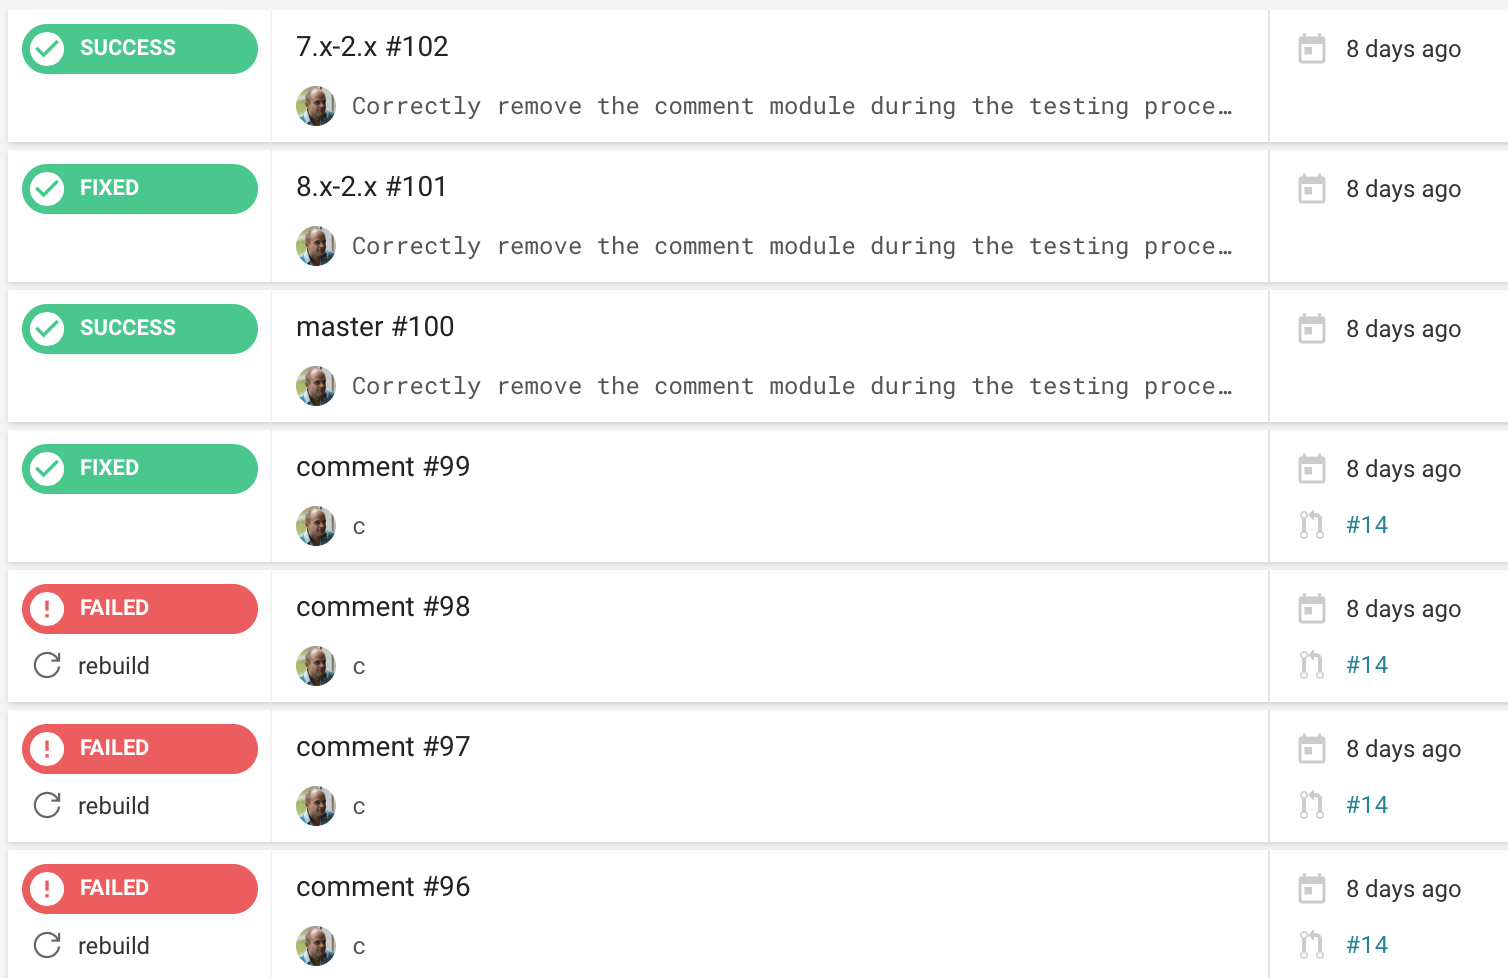 SUCCESS
7.x-2.x #102
8 days ago
Correctly remove the comment module during the testing proce…
FIXED
8.x-2.x #101
8 days ago
Correctly remove the comment module during the testing proce…
SUCCESS
master #100
8 days ago
Correctly remove the comment module during the testing proce…
FIXED
comment #99
8 days ago
c
#14
FAILED
comment #98
8 days ago
rebuild
c
#14
FAILED
comment #97
8 days ago
rebuild
c
#14
FAILED
comment #96
8 days ago
rebuild
c
#14